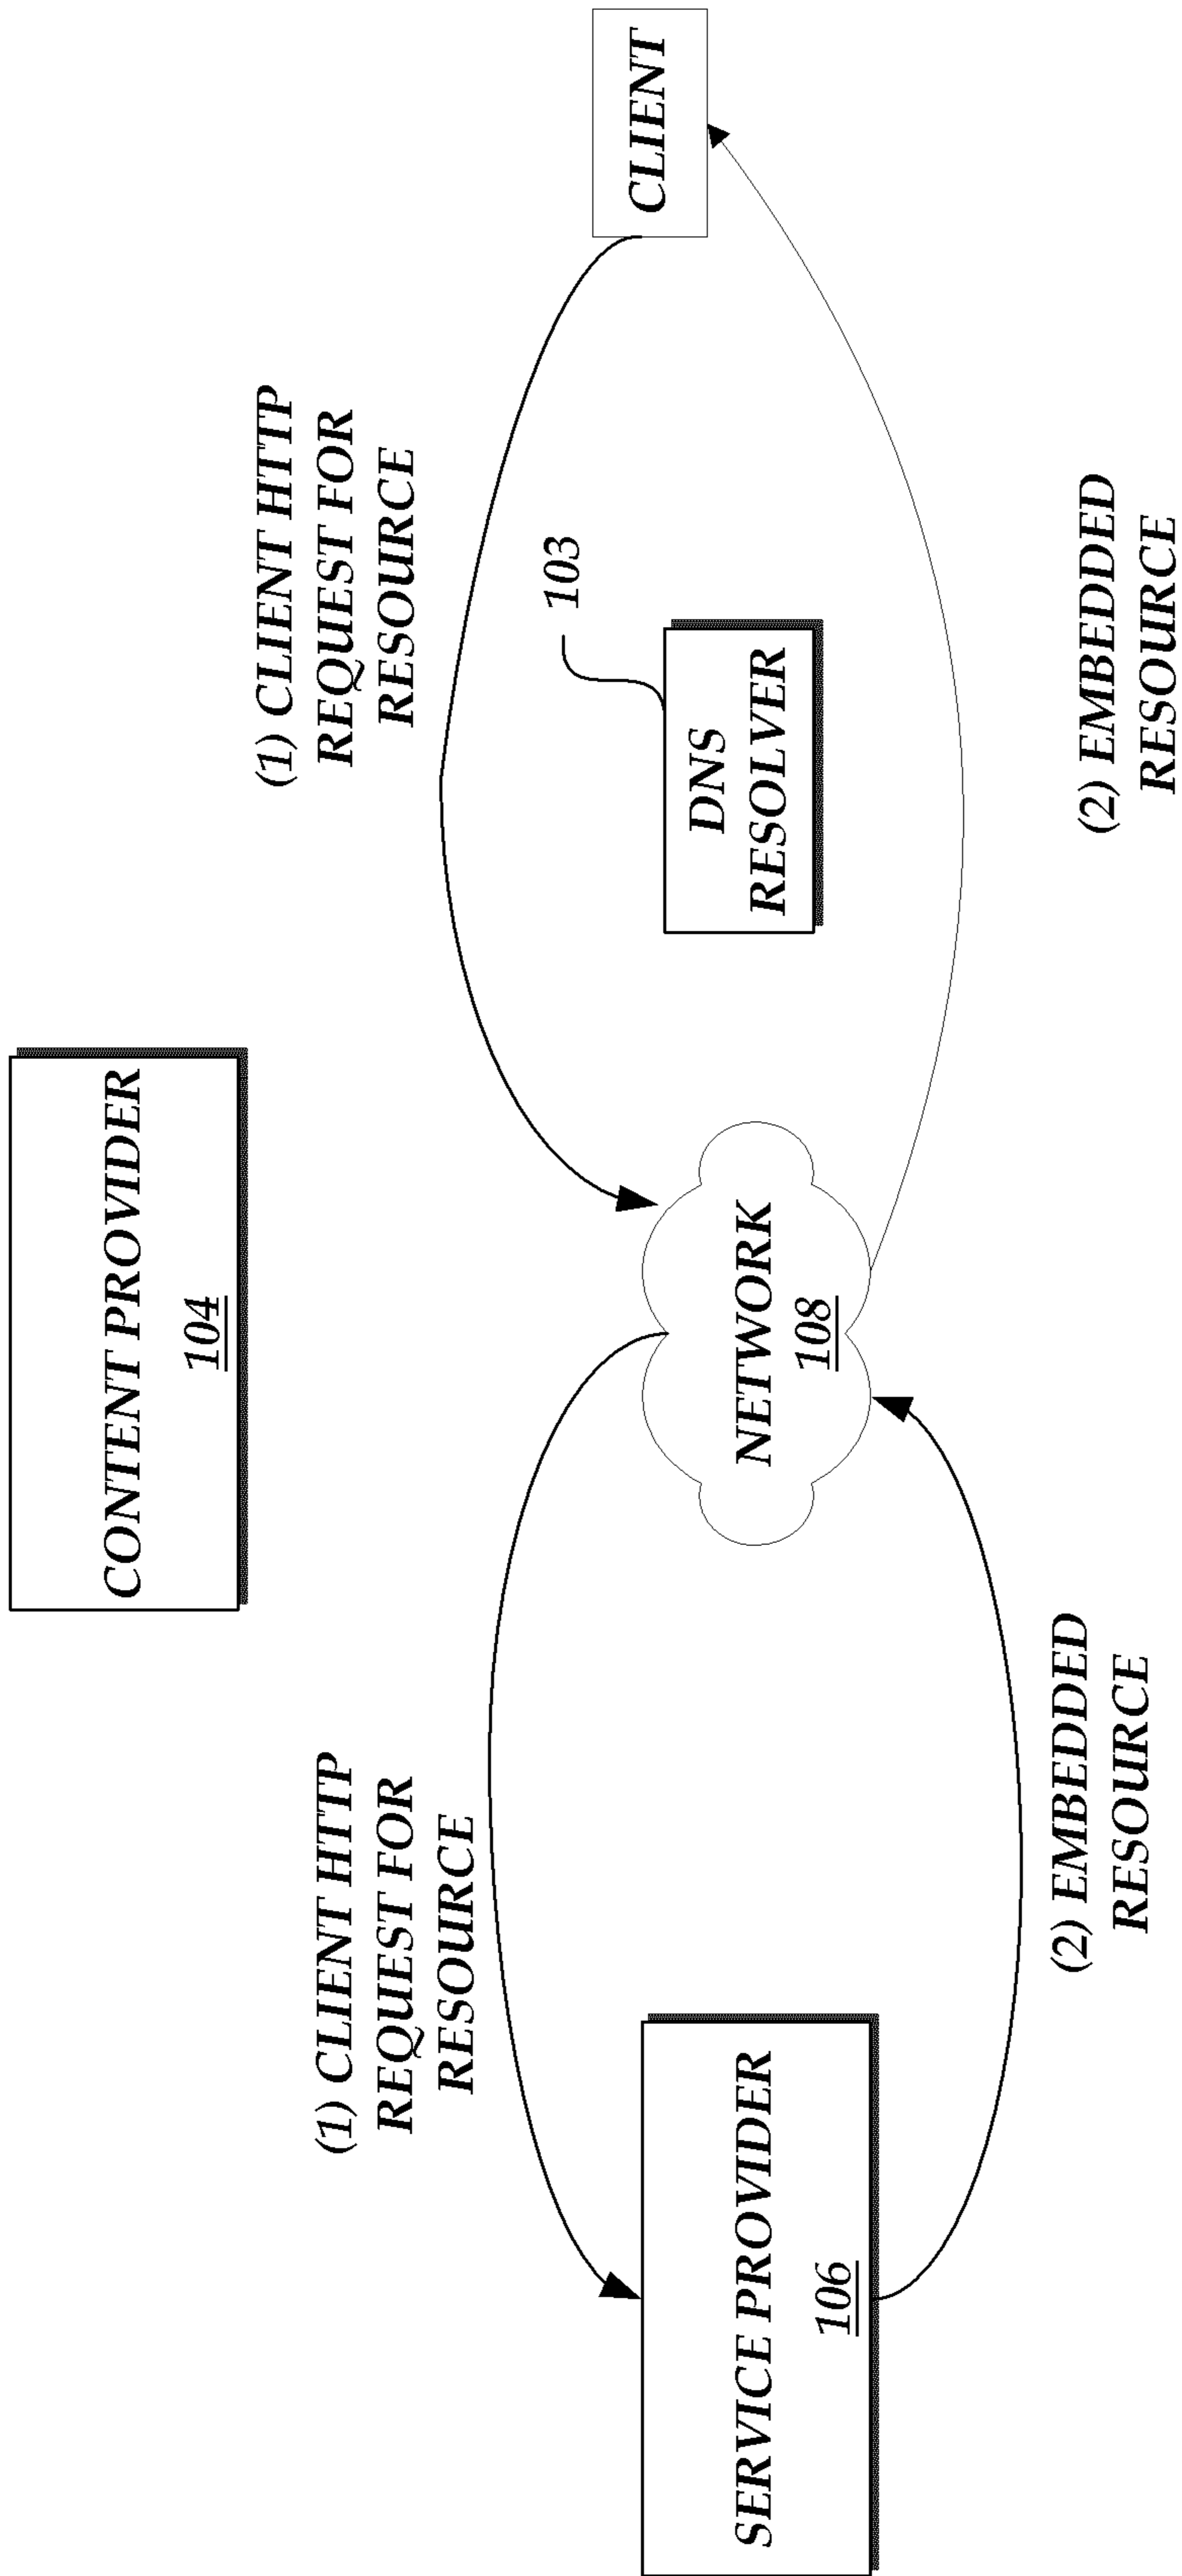 CONTENT PROVIDER
104
(1) CLIENT HTTP
REQUEST FOR
RESOURCE
(1) CLIENT HTTP
REQUEST FOR
RESOURCE
103
DNS
RESOLVER
CLIENT
SERVICE PROVIDER
106
NETWORK
108
(2) EMBEDDED
RESOURCE
(2) EMBEDDED
RESOURCE